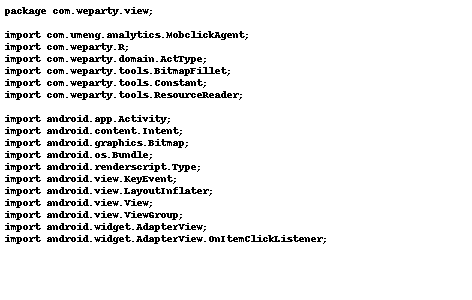 package com.weparty.view;

import com.umeng.analytics.MobclickAgent;
import com.weparty.R;
import com.weparty.domain.ActType;
import com.weparty.tools.BitmapFillet;
import com.weparty.tools.Constant;
import com.weparty.tools.ResourceReader;

import android.app.Activity;
import android.content.Intent;
import android.graphics.Bitmap;
import android.os.Bundle;
import android.renderscript.Type;
import android.view.KeyEvent;
import android.view.LayoutInflater;
import android.view.View;
import android.view.ViewGroup;
import android.widget.AdapterView;
import android.widget.AdapterView.OnItemClickListener;